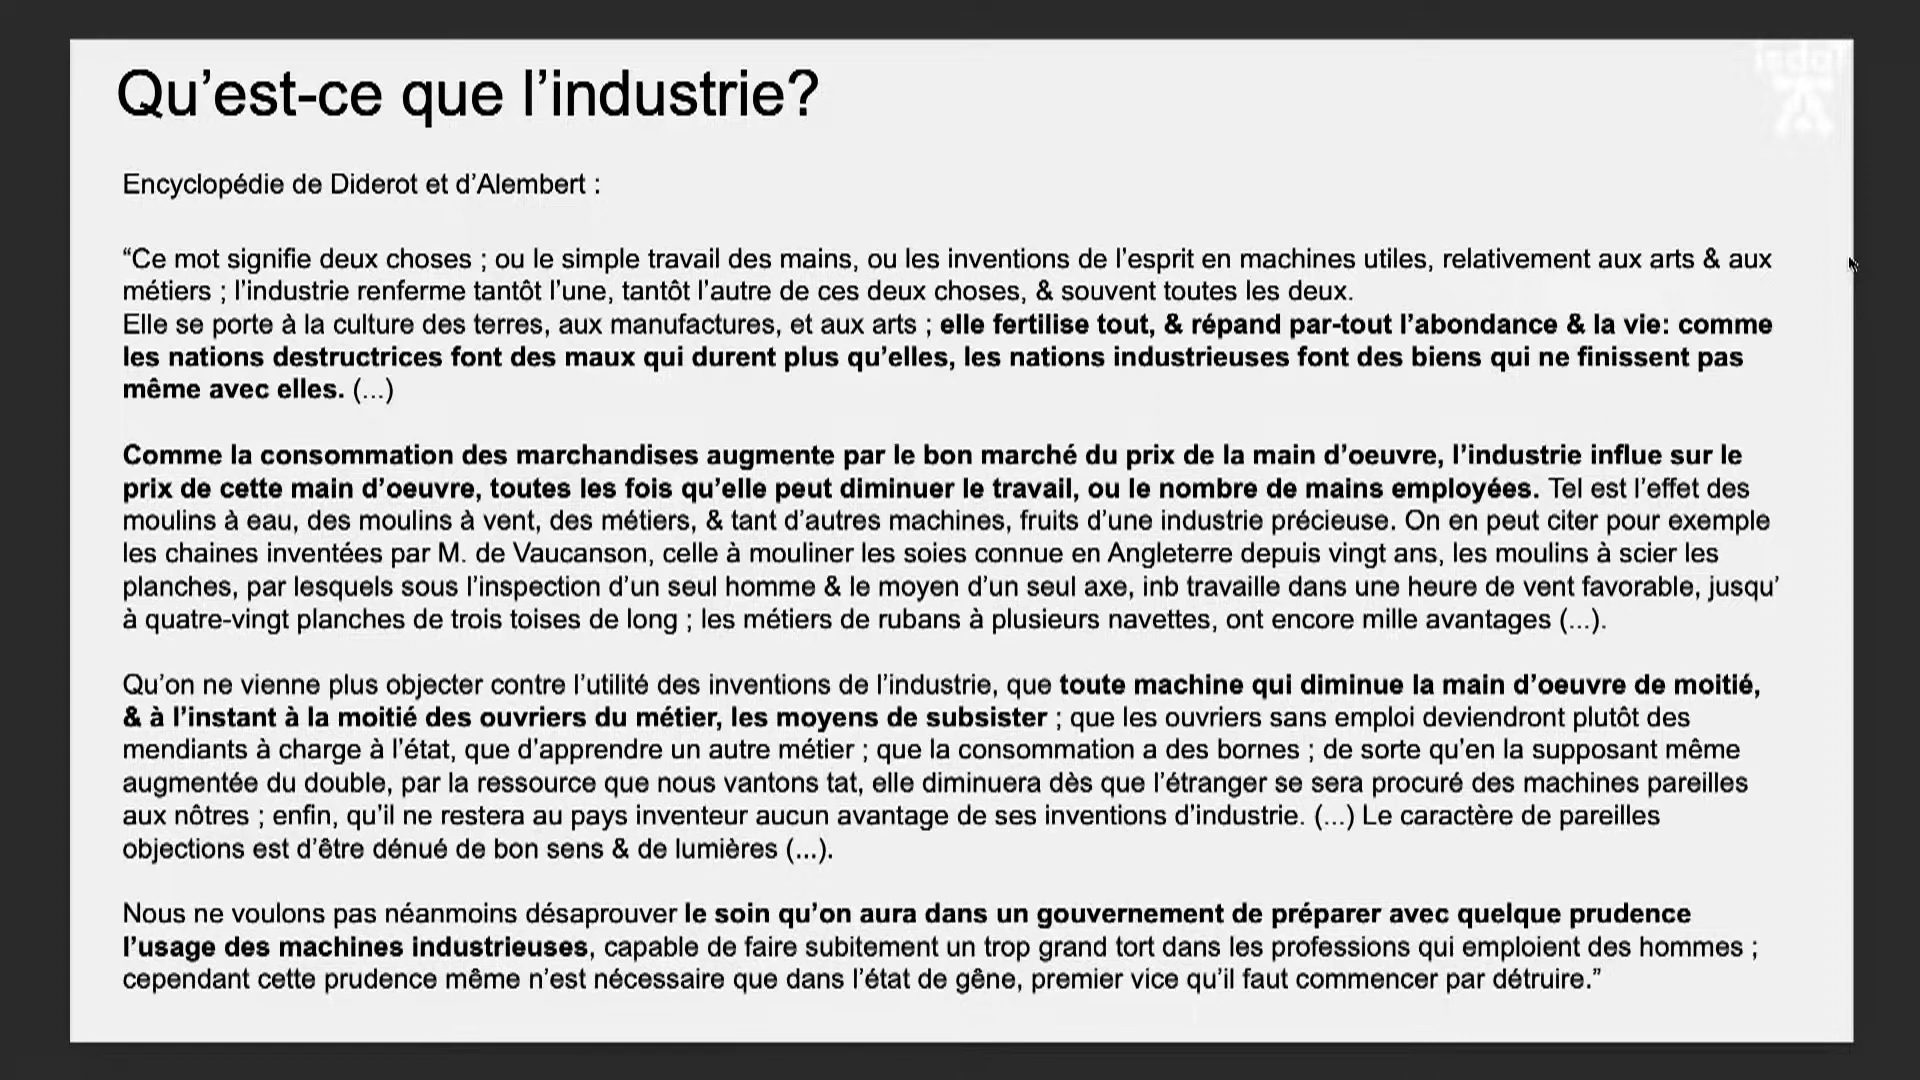 Qu’est-ce que l’industrie?
Encyclopédie de Diderot et d’Alembert :
“Ce mot signifie deux choses ; ou le simple travail des mains, ou les inventions de l’esprit en machines utiles, relativement aux arts & aux
métiers ; l’industrie renferme tantôt l’une, tantôt l’autre de ces deux choses, & souvent toutes les deux.
Elle se porte à la culture des terres, aux manufactures, et aux arts ; elle fertilise tout, & répand par-tout l’abondance & la vie: comme
les nations destructrices font des maux qui durent plus qu’elles, les nations industrieuses font des biens qui ne finissent pas
même avec elles. (...)
Comme la consommation des marchandises augmente par le bon marché du prix de la main d’oeuvre, l’industrie influe sur le
prix de cette main d’oeuvre, toutes les fois qu’elle peut diminuer le travail, ou le nombre de mains employées. Tel est l’effet des
moulins à eau, des moulins à vent, des métiers, & tant d’autres machines, fruits d’une industrie précieuse. On en peut citer pour exemple
les chaines inventées par M. de Vaucanson, celle à mouliner les soies connue en Angleterre depuis vingt ans, les moulins à scier les
planches, par lesquels sous l’inspection d’un seul homme & le moyen d’un seul axe, inb travaille dans une heure de vent favorable, jusqu’
à quatre-vingt planches de trois toises de long ; les métiers de rubans à plusieurs navettes, ont encore mille avantages (...).
Qu’on ne vienne plus objecter contre l’utilité des inventions de l’industrie, que toute machine qui diminue la main d’oeuvre de moitié,
& à l’instant à la moitié des ouvriers du métier, les moyens de subsister ; que les ouvriers sans emploi deviendront plutôt des
mendiants à charge à l’état, que d’apprendre un autre métier ; que la consommation a des bornes ; de sorte qu’en la supposant même
augmentée du double, par la ressource que nous vantons tat, elle diminuera dès que l’étranger se sera procuré des machines pareilles
aux nôtres ; enfin, qu’il ne restera au pays inventeur aucun avantage de ses inventions d’industrie. (...) Le caractère de pareilles
objections est d’être dénué de bon sens & de lumières (...).
Nous ne voulons pas néanmoins désaprouver le soin qu’on aura dans un gouvernement de préparer avec quelque prudence
l’usage des machines industrieuses, capable de faire subitement un trop grand tort dans les professions qui emploient des hommes ;
cependant cette prudence même n’est nécessaire que dans l’état de gêne, premier vice qu’il faut commencer par détruire.”